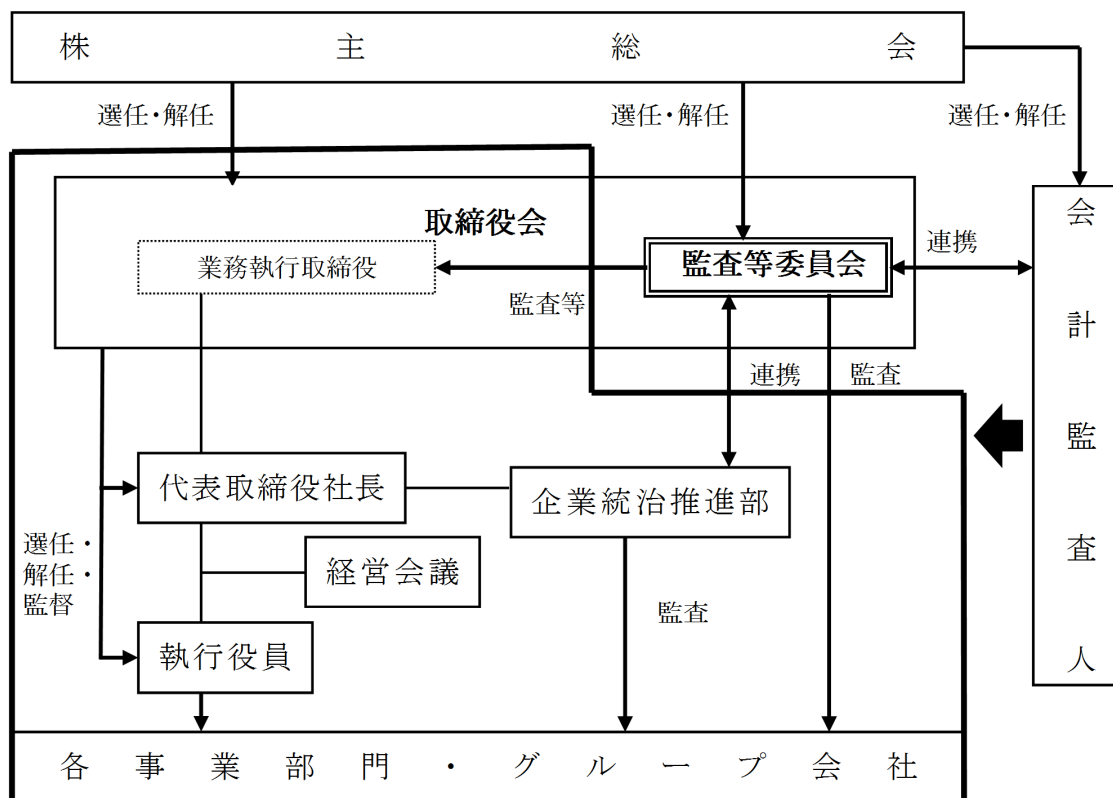 株主総会
選任・解任
選任・解任
選任・解任
取締役会
業務執行取締役
監査等委員会
監査等
連携
会計監査人
連携
監査
代表取締役社長
企業統治推進部
選任・
解任・
監督
経営会議
監査
執行役員
各事業部門・グループ会社